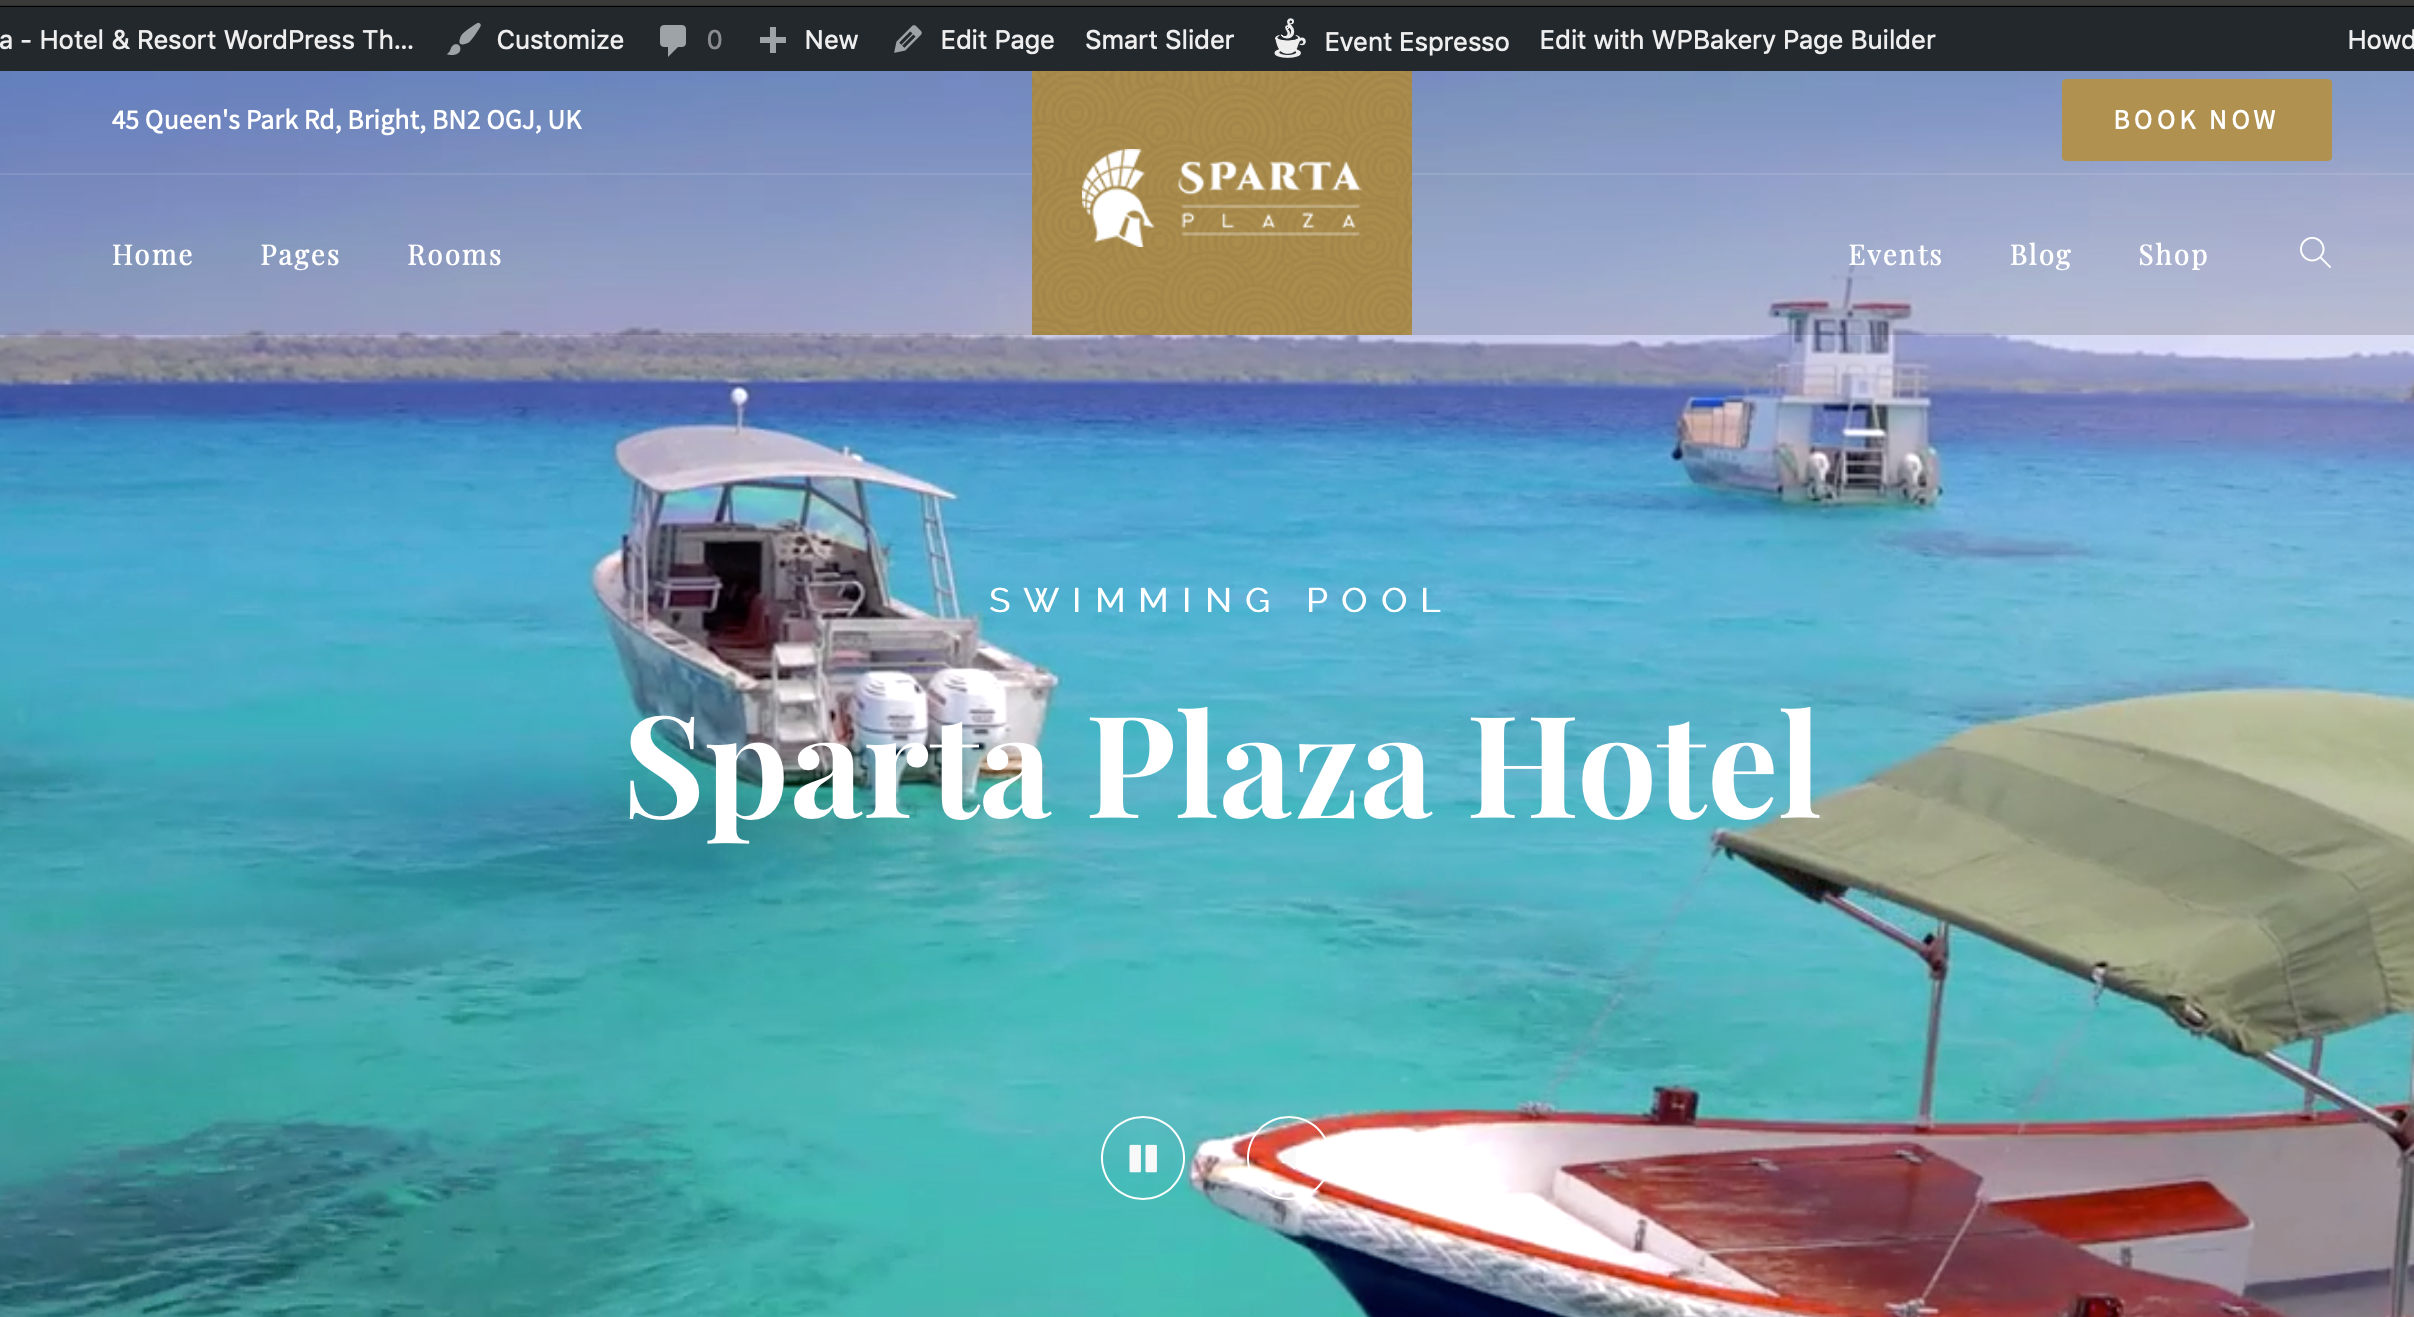 a - Hotel & Resort WordPress Th... Customize 0 New Edit Page Smart Slider Event Espresso Edit with WPBakery Page Builder Howd
45 Queen's Park Rd, Bright, BN2 OGJ, UK
BOOK NOW
SPARTA
PLAZA
Home Pages Rooms
Events Blog Shop
SWIMMING POOL
Sparta Plaza Hotel